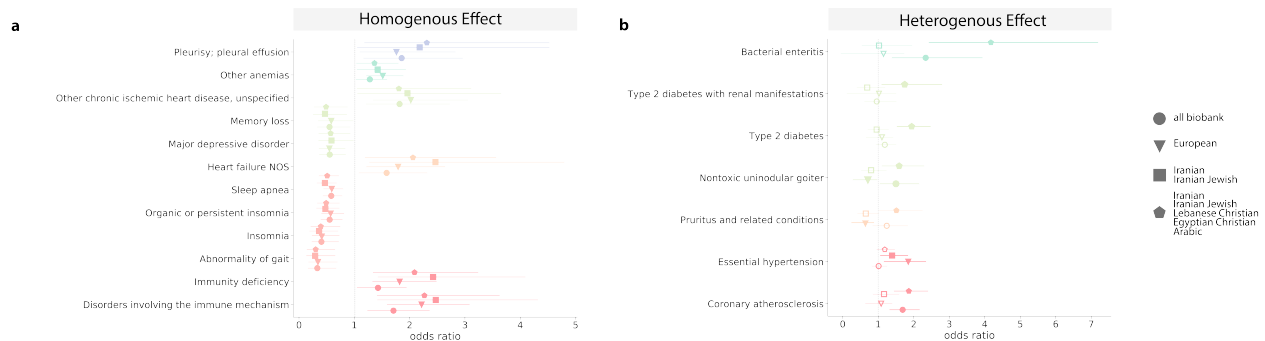 a
Homogenous Effect
Pleurisy; pleural effusion
Other anemias
Other chronic ischemic heart disease, unspecified
Memory loss
Major depressive disorder
Heart failure NOS
Sleep apnea
Organic or persistent insomnia
Insomnia
Abnormality of gait
Immunity deficiency
Disorders involving the immune mechanism
0 1 2 3 4 5
odds ratio
b
Heterogenous Effect
Bacterial enteritis
Type 2 diabetes with renal manifestations
Type 2 diabetes
Nontoxic uninodular goiter
Pruritus and related conditions
Essential hypertension
Coronary atherosclerosis
0 1 2 3 4 5 6 7
odds ratio
all biobank
European
Iranian
Iranian Jewish
Iranian
Iranian Jewish
Lebanese Christian
Egyptian Christian
Arabic